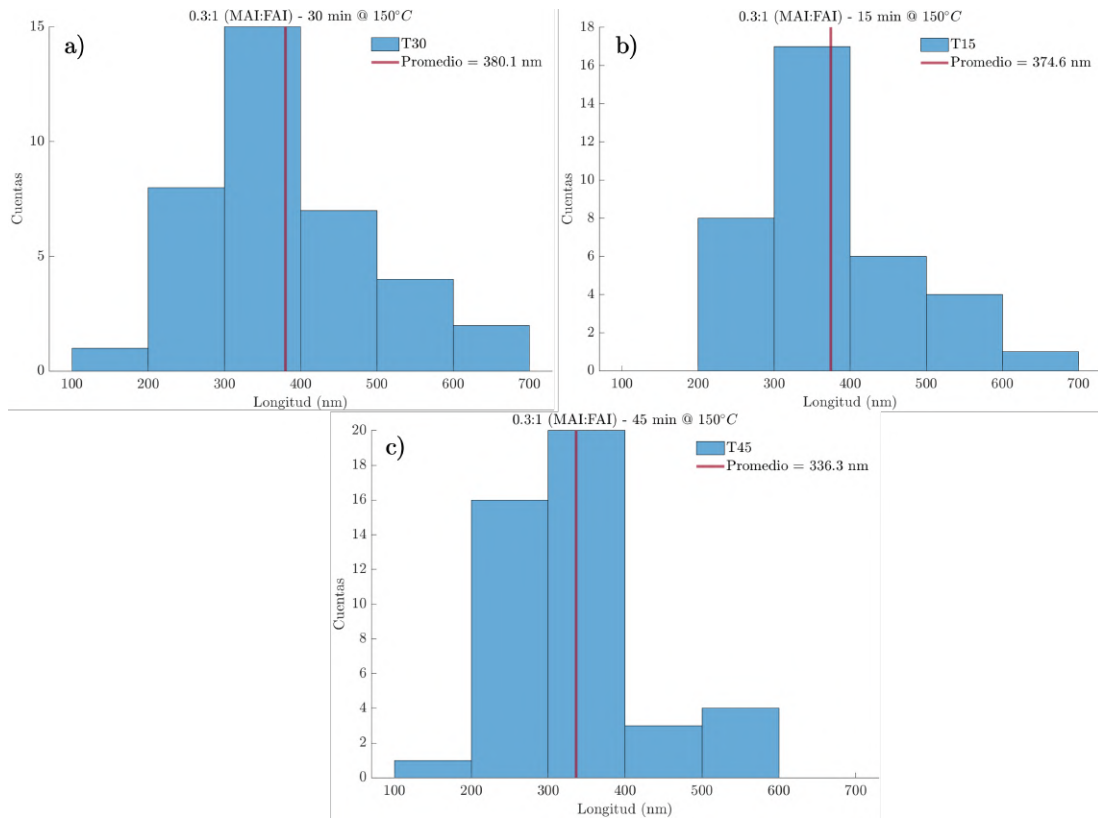 0.3:1 (MAI:FAI) - 30 min @ 150°C
a)
T30
Promedio = 380.1 nm
15
10
5
0
Cuentas
100 200 300 400 500 600 700
Longitud (nm)
0.3:1 (MAI:FAI) - 15 min @ 150°C
b)
T15
Promedio = 374.6 nm
18
16
14
12
10
8
6
4
2
0
Cuentas
100 200 300 400 500 600 700
Longitud (nm)
0.3:1 (MAI:FAI) - 45 min @ 150°C
c)
T45
Promedio = 336.3 nm
20
18
16
14
12
10
8
6
4
2
0
Cuentas
100 200 300 400 500 600 700
Longitud (nm)